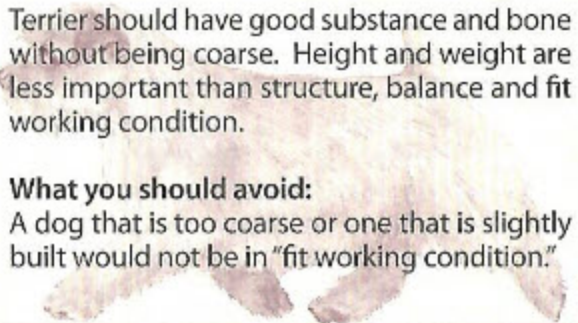 Terrier should have good substance and bone
without being coarse. Height and weight are
less important than structure, balance and fit
working condition.
What you should avoid:
A dog that is too coarse or one that is slightly
built would not be in "fit working condition."